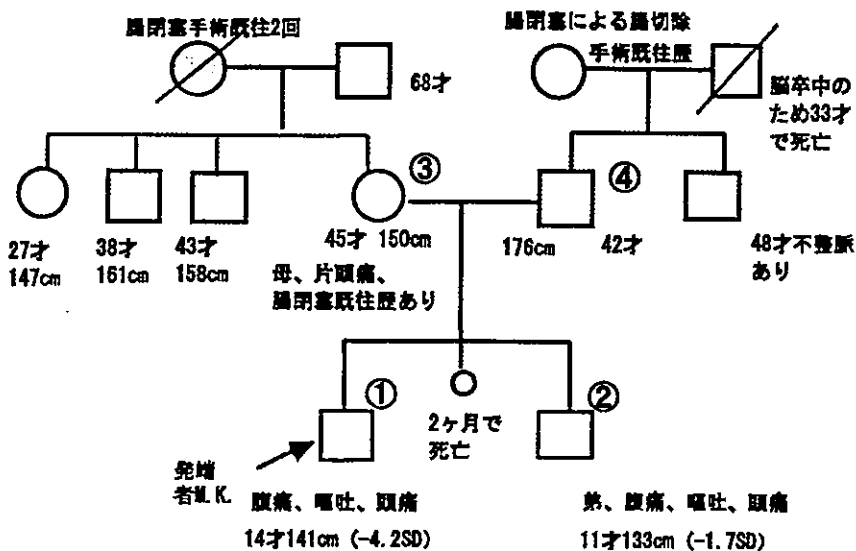 腸閉塞手術既往2回
腸閉塞による腸切除
手術既往歴
68才
脳卒中の
ため33才
で死亡
③
④
27才
147cm
38才
161cm
43才
158cm
45才 150cm
母、片頭痛、
腸閉塞既往歴あり
176cm
42才
48才不整脈
あり
①
②
2ヶ月で
死亡
発端
者M.K.
腹痛、嘔吐、頭痛
14才141cm (-4.2SD)
弟、腹痛、嘔吐、頭痛
11才133cm (-1.7SD)